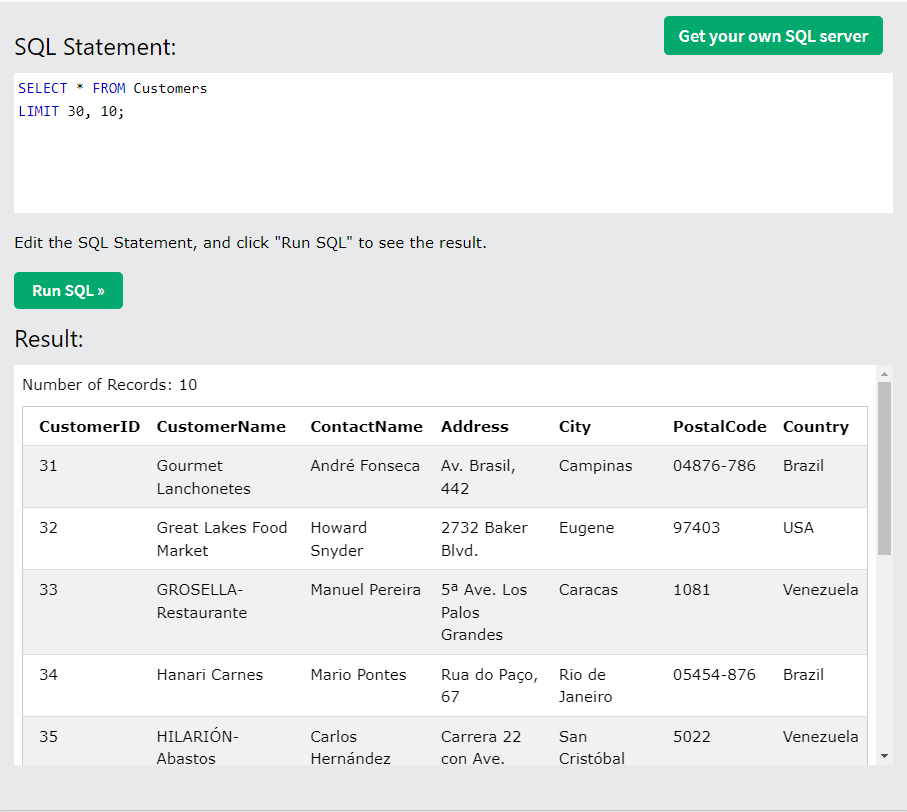 SQL Statement:
Get your own SQL server
SELECT * FROM Customers
LIMIT 30, 10;
Edit the SQL Statement, and click "Run SQL" to see the result.
Run SQL »
Result:
Number of Records: 10
CustomerID CustomerName ContactName Address City PostalCode Country
31 Gourmet André Fonseca Av. Brasil, Campinas 04876-786 Brazil
Lanchonetes 442
32 Great Lakes Food Howard 2732 Baker Eugene 97403 USA
Market Snyder Blvd.
33 GROSELLA- Manuel Pereira 5ª Ave. Los Caracas 1081 Venezuela
Restaurante Palos
Grandes
34 Hanari Carnes Mario Pontes Rua do Paço, Rio de 05454-876 Brazil
67 Janeiro
35 HILARIÓN- Carlos Carrera 22 San 5022 Venezuela
Abastos Hernández con Ave. Cristóbal